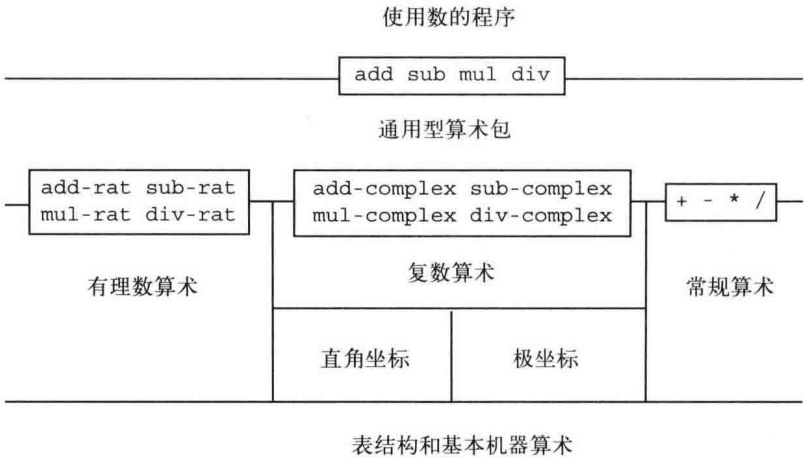 使用数的程序
add sub mul div
通用型算术包
add-rat sub-rat
mul-rat div-rat
add-complex sub-complex
mul-complex div-complex
+ - * /
有理数算术
复数算术
常规算术
直角坐标
极坐标
表结构和基本机器算术